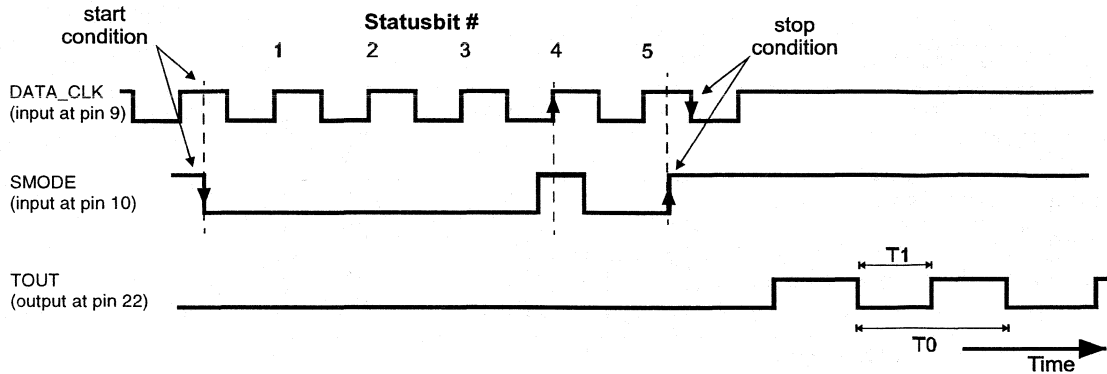 start
condition
Statusbit #
stop
condition
1 2 3 4 5
DATA_CLK
(input at pin 9)
SMODE
(input at pin 10)
T1
TOUT
(output at pin 22)
T0
Time